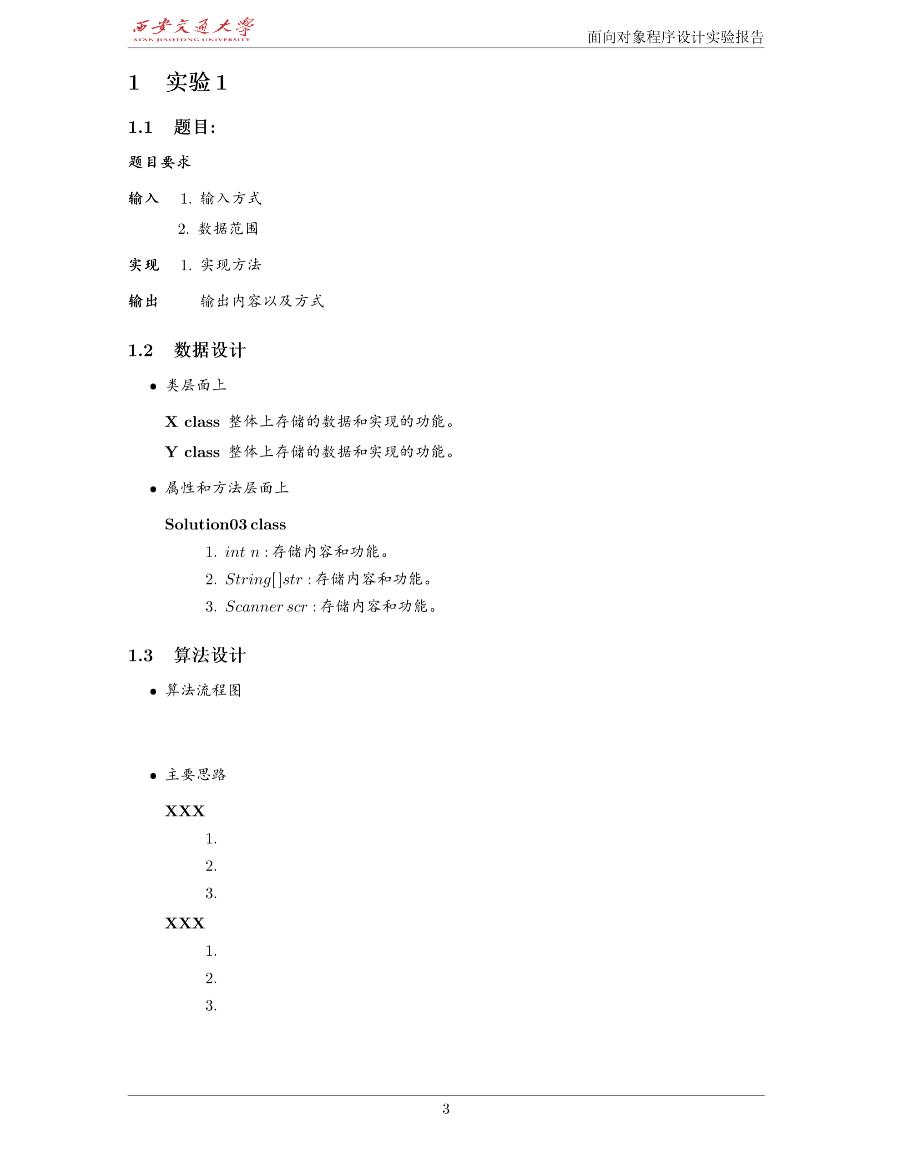 西安交通大學
XI'AN JIAOTONG UNIVERSITY
面向对象程序设计实验报告
1 实验 1
1.1 题目:
题目要求
输入 1. 输入方式
2. 数据范围
实现 1. 实现方法
输出 输出内容以及方式
1.2 数据设计
• 类层面上
X class 整体上存储的数据和实现的功能。
Y class 整体上存储的数据和实现的功能。
• 属性和方法层面上
Solution03 class
1. int n : 存储内容和功能。
2. String[ ]str : 存储内容和功能。
3. Scanner scr : 存储内容和功能。
1.3 算法设计
• 算法流程图
• 主要思路
XXX
1.
2.
3.
XXX
1.
2.
3.
3